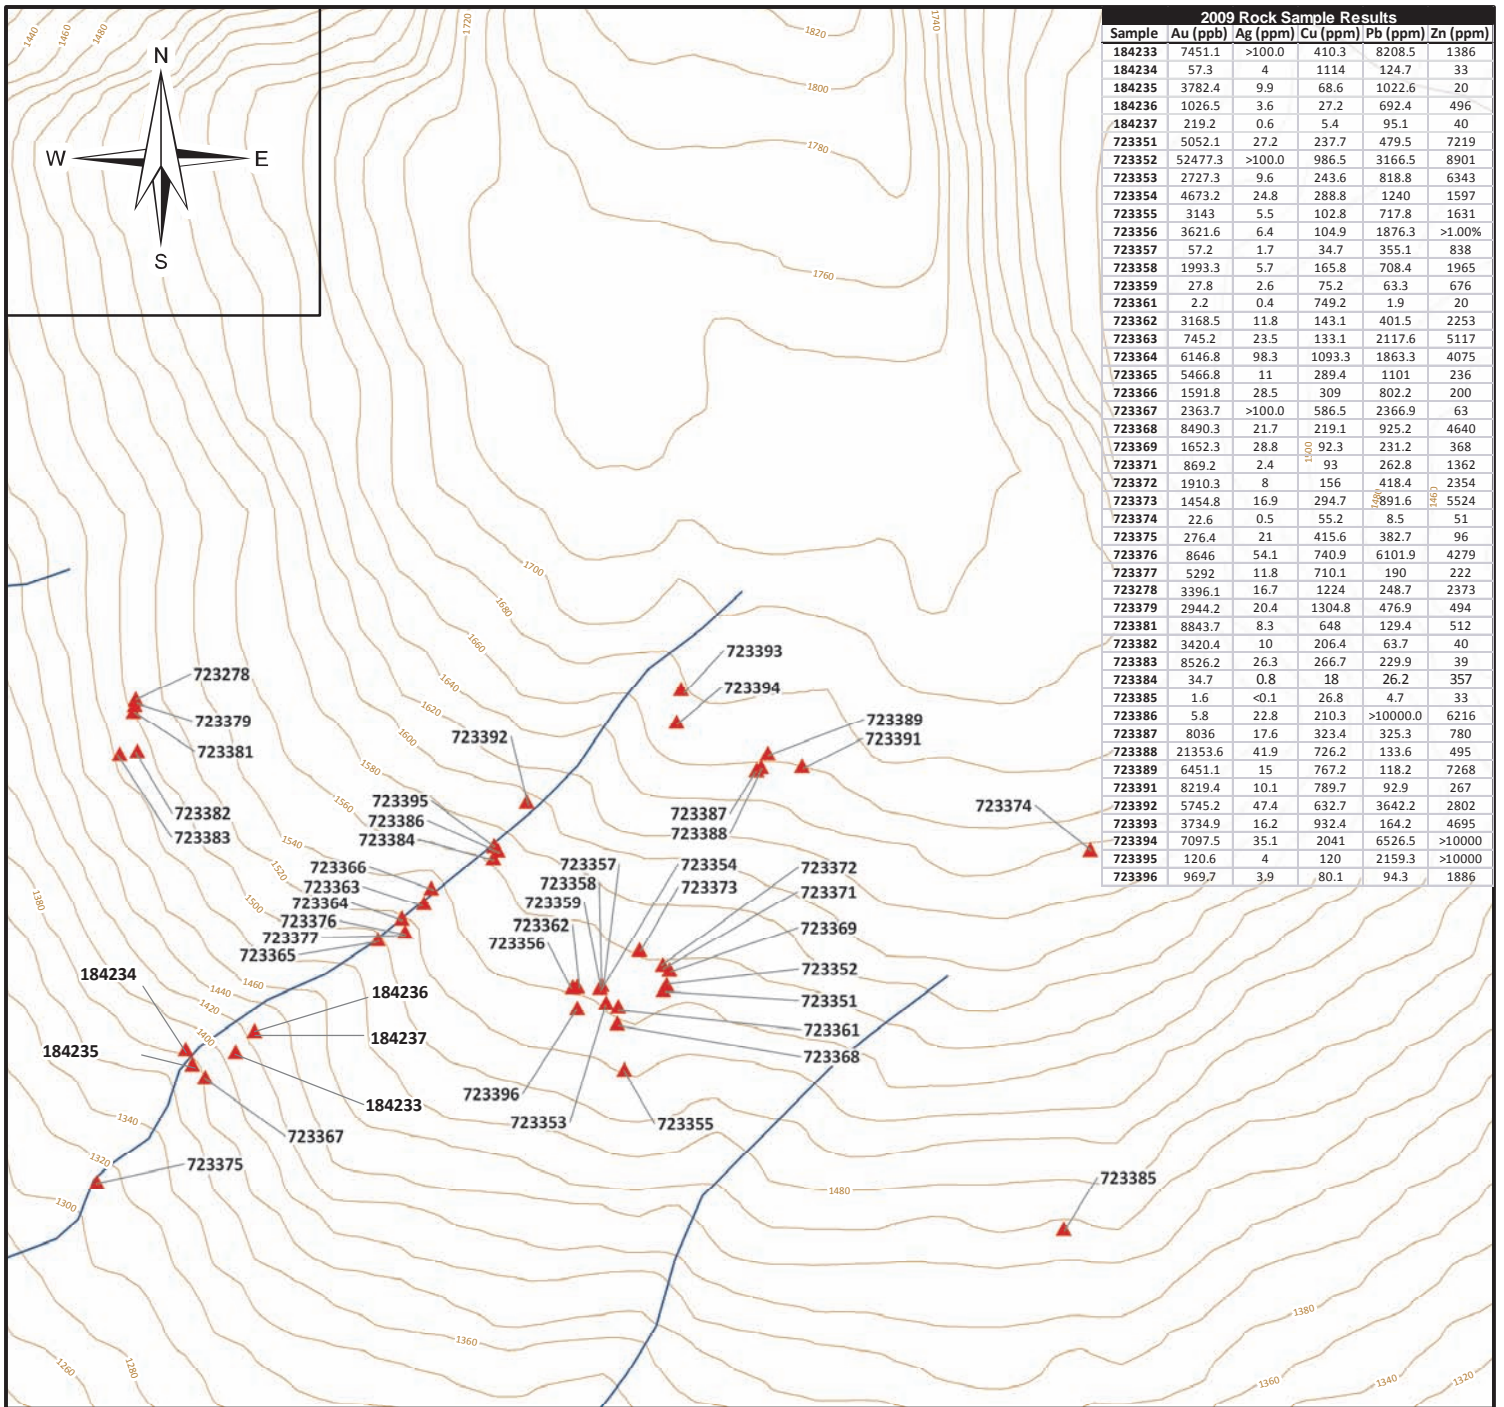 1440
1460
1480
1720
1820
1740
1800
1780
1760
N
W E
S
2009 Rock Sample Results
Sample Au (ppb) Ag (ppm) Cu (ppm) Pb (ppm) Zn (ppm)
184233 7451.1 >100.0 410.3 8208.5 1386
184234 57.3 4 1114 124.7 33
184235 3782.4 9.9 68.6 1022.6 20
184236 1026.5 3.6 27.2 692.4 496
184237 219.2 0.6 5.4 95.1 40
723351 5052.1 27.2 237.7 479.5 7219
723352 52477.3 >100.0 986.5 3166.5 8901
723353 2727.3 9.6 243.6 818.8 6343
723354 4673.2 24.8 288.8 1240 1597
723355 3143 5.5 102.8 717.8 1631
723356 3621.6 6.4 104.9 1876.3 >1.00%
723357 57.2 1.7 34.7 355.1 838
723358 1993.3 5.7 165.8 708.4 1965
723359 27.8 2.6 75.2 63.3 676
723361 2.2 0.4 749.2 1.9 20
723362 3168.5 11.8 143.1 401.5 2253
723363 745.2 23.5 133.1 2117.6 5117
723364 6146.8 98.3 1093.3 1863.3 4075
723365 5466.8 11 289.4 1101 236
723366 1591.8 28.5 309 802.2 200
723367 2363.7 >100.0 586.5 2366.9 63
723368 8490.3 21.7 219.1 925.2 4640
723369 1652.3 28.8 92.3 231.2 368
723371 869.2 2.4 93 262.8 1362
723372 1910.3 8 156 418.4 2354
723373 1454.8 16.9 294.7 891.6 5524
723374 22.6 0.5 55.2 8.5 51
723375 276.4 21 415.6 382.7 96
723376 8646 54.1 740.9 6101.9 4279
723377 5292 11.8 710.1 190 222
723278 3396.1 16.7 1224 248.7 2373
723379 2944.2 20.4 1304.8 476.9 494
723381 8843.7 8.3 648 129.4 512
723382 3420.4 10 206.4 63.7 40
723383 8526.2 26.3 266.7 229.9 39
723384 34.7 0.8 18 26.2 357
723385 1.6 <0.1 26.8 4.7 33
723386 5.8 22.8 210.3 >10000.0 6216
723387 8036 17.6 323.4 325.3 780
723388 21353.6 41.9 726.2 133.6 495
723389 6451.1 15 767.2 118.2 7268
723391 8219.4 10.1 789.7 92.9 267
723392 5745.2 47.4 632.7 3642.2 2802
723393 3734.9 16.2 932.4 164.2 4695
723394 7097.5 35.1 2041 6526.5 >10000
723395 120.6 4 120 2159.3 >10000
723396 969.7 3.9 80.1 94.3 1886
1500
1480
1460
1700
1680
1660
1640
1620
1600
1580
1560
1540
1520
1500
1460
1440
1420
1400
1380
1340
1320
1300
1260
1280
1360
1480
1380
1360
1340
1320
723278
723379
723381
723382
723383
723393
723394
723392
723389
723391
723387
723388
723374
723395
723386
723384
723366
723363
723364
723376
723377
723365
723357
723358
723359
723362
723356
723354
723373
723372
723371
723369
723352
723351
723361
723368
723396
723353
723355
184234
184235
184236
184237
184233
723367
723375
723385